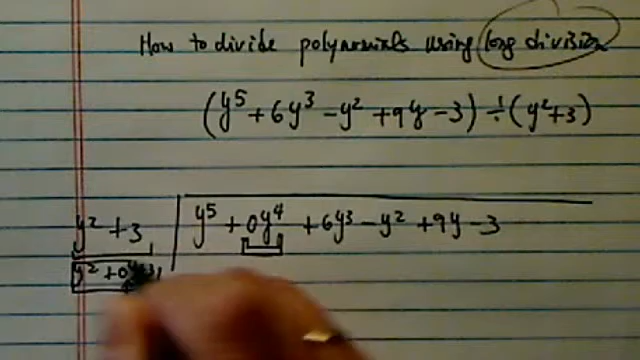 How to divide polynomials using long division
(y⁵ + 6y³ - y² + 9y - 3) ÷ (y² + 3)
y² + 3 y⁵ + 0y⁴ + 6y³ - y² + 9y - 3
y² + 0y